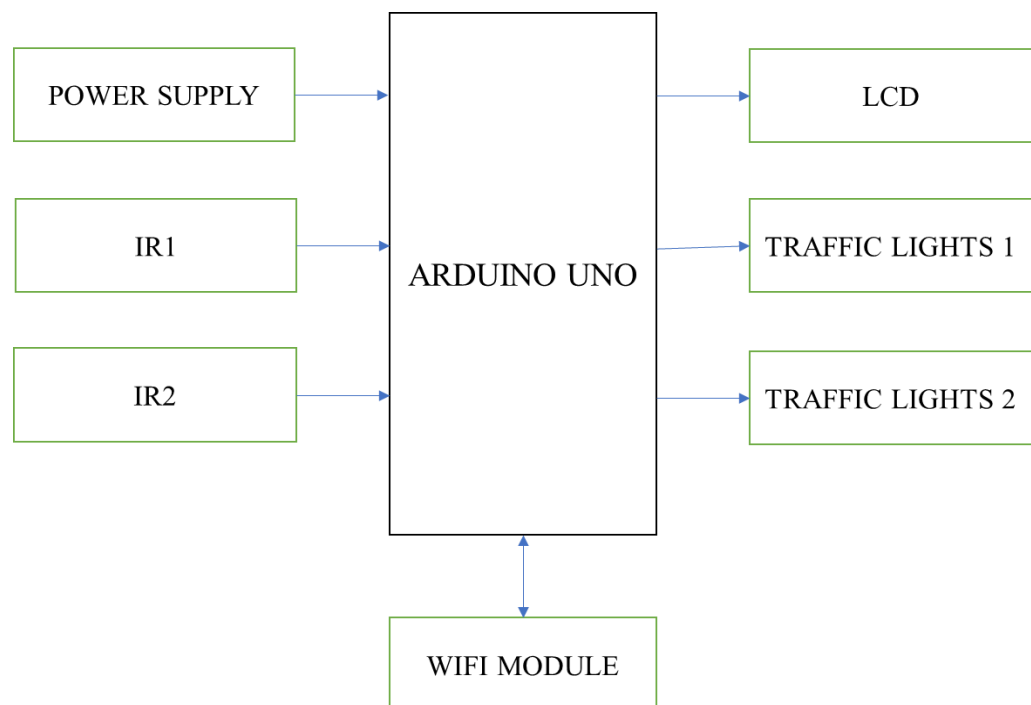 POWER SUPPLY
IR1
IR2
ARDUINO UNO
LCD
TRAFFIC LIGHTS 1
TRAFFIC LIGHTS 2
WIFI MODULE